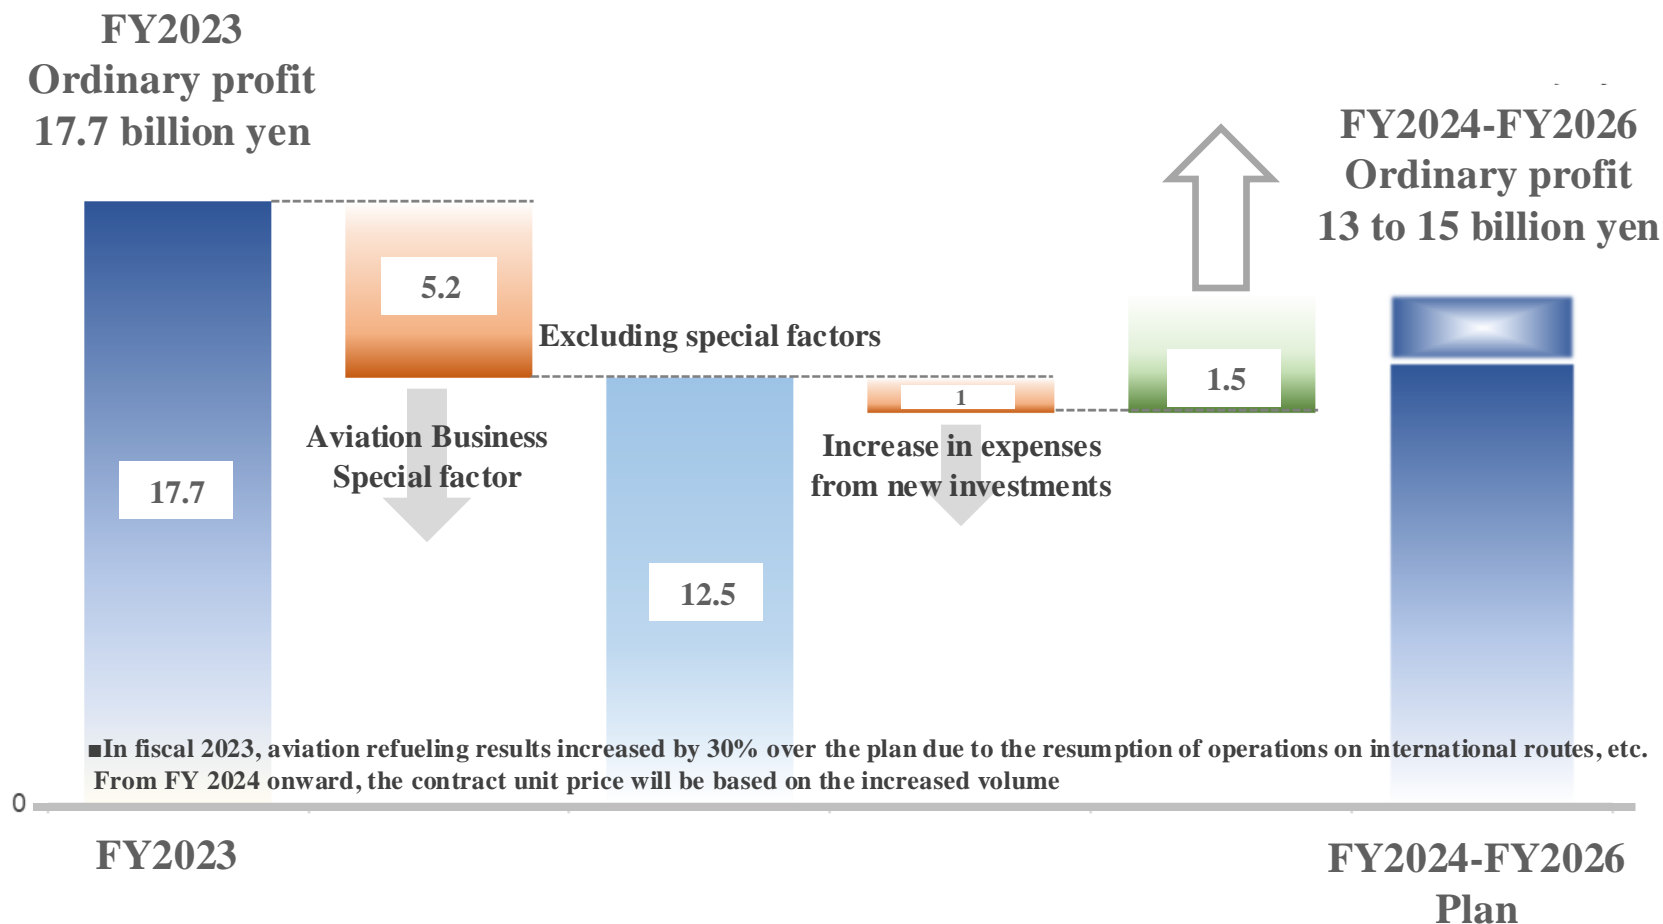 FY2023
Ordinary profit
17.7 billion yen
FY2024-FY2026
Ordinary profit
13 to 15 billion yen
5.2
Excluding special factors
1.5
1
Aviation Business
Special factor
Increase in expenses
from new investments
17.7
12.5
■In fiscal 2023, aviation refueling results increased by 30% over the plan due to the resumption of operations on international routes, etc.
From FY 2024 onward, the contract unit price will be based on the increased volume
0
FY2023
FY2024-FY2026
Plan